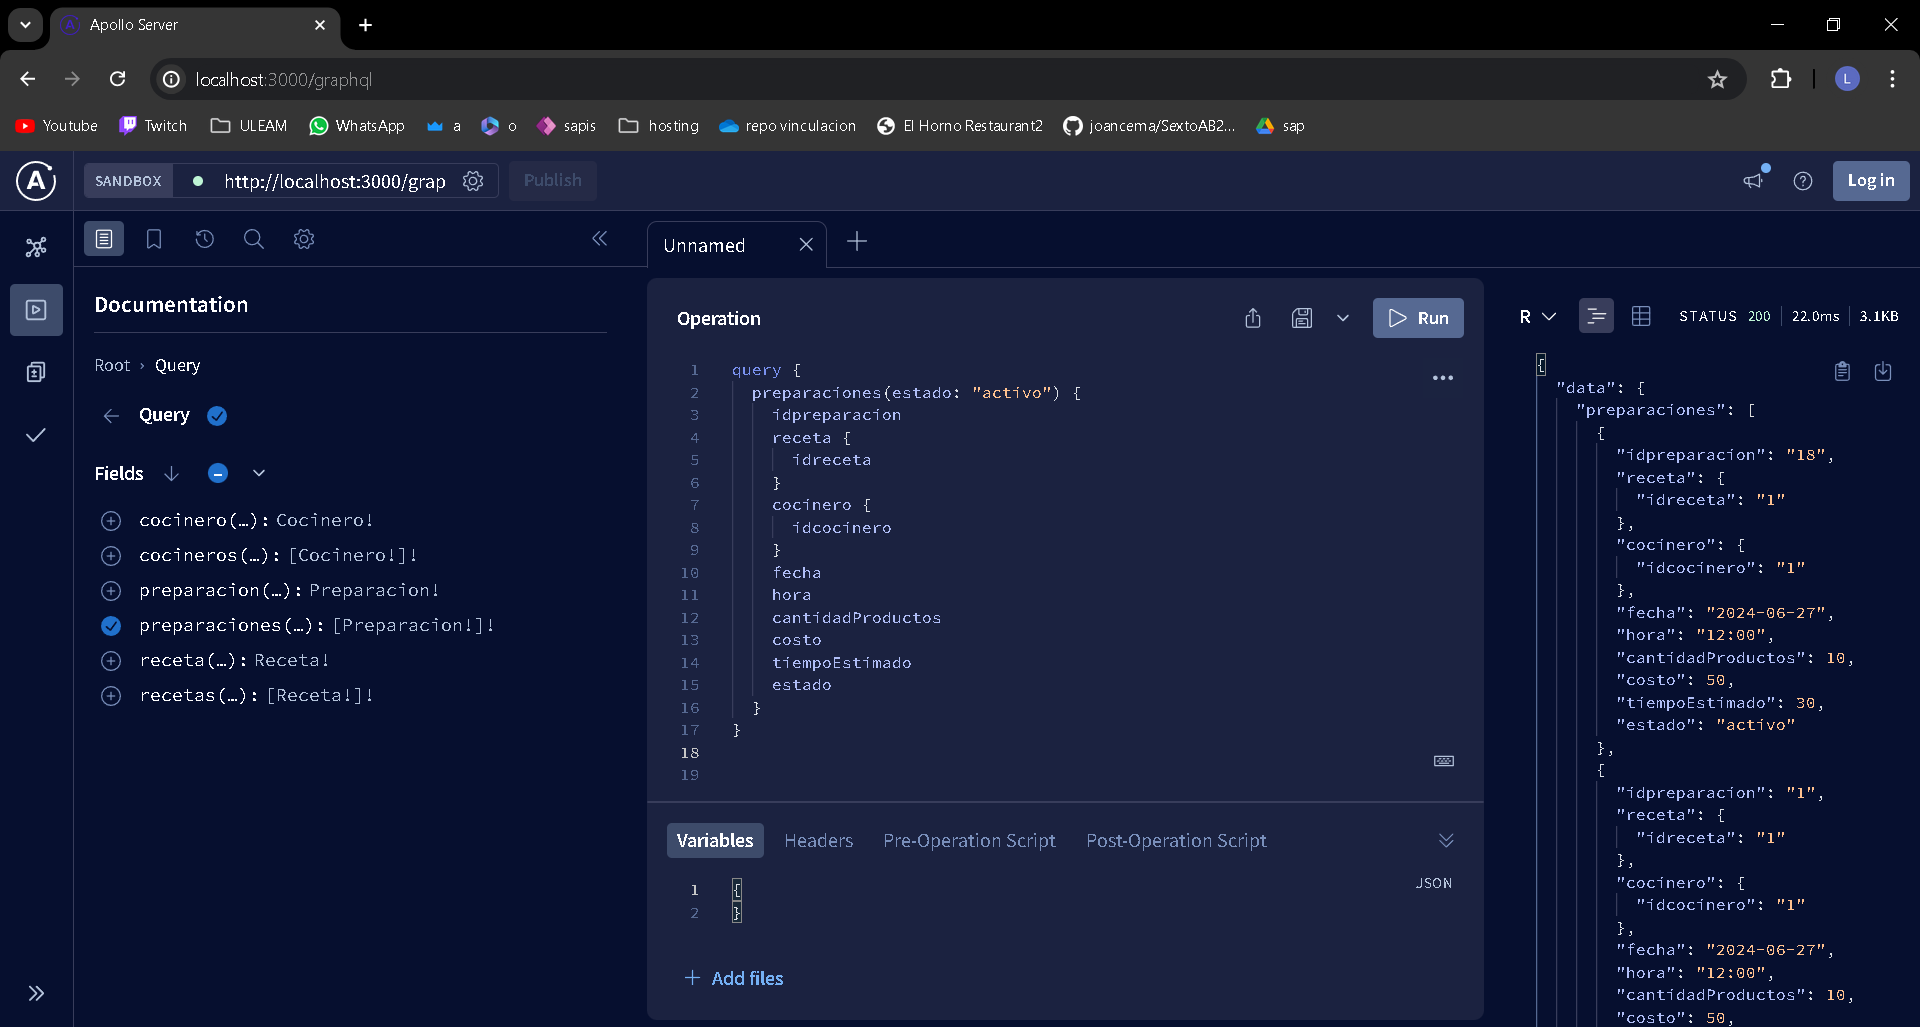 Apollo Server
localhost:3000/graphql
Youtube
Twitch
ULEAM
WhatsApp
a
o
sapis
hosting
repo vinculacion
El Horno Restaurant2
joancema/SextoAB2...
sap
L
SANDBOX
http://localhost:3000/grap
Publish
Log in
Unnamed
Documentation
Root › Query
Query
Fields
cocinero(…): Cocinero!
cocineros(…): [Cocinero!]!
preparacion(…): Preparacion!
preparaciones(…): [Preparacion!]!
receta(…): Receta!
recetas(…): [Receta!]!
Operation
Run
1 query {
2 preparaciones(estado: "activo") {
3 idpreparacion
4 receta {
5 idreceta
6 }
7 cocinero {
8 idcocinero
9 }
10 fecha
11 hora
12 cantidadProductos
13 costo
14 tiempoEstimado
15 estado
16 }
17 }
18
19
Variables
Headers
Pre-Operation Script
Post-Operation Script
JSON
1 {
2 }
+ Add files
R
STATUS 200
22.0ms
3.1KB
{
"data": {
"preparaciones": [
{
"idpreparacion": "18",
"receta": {
"idreceta": "1"
},
"cocinero": {
"idcocinero": "1"
},
"fecha": "2024-06-27",
"hora": "12:00",
"cantidadProductos": 10,
"costo": 50,
"tiempoEstimado": 30,
"estado": "activo"
},
{
"idpreparacion": "1",
"receta": {
"idreceta": "1"
},
"cocinero": {
"idcocinero": "1"
},
"fecha": "2024-06-27",
"hora": "12:00",
"cantidadProductos": 10,
"costo": 50,